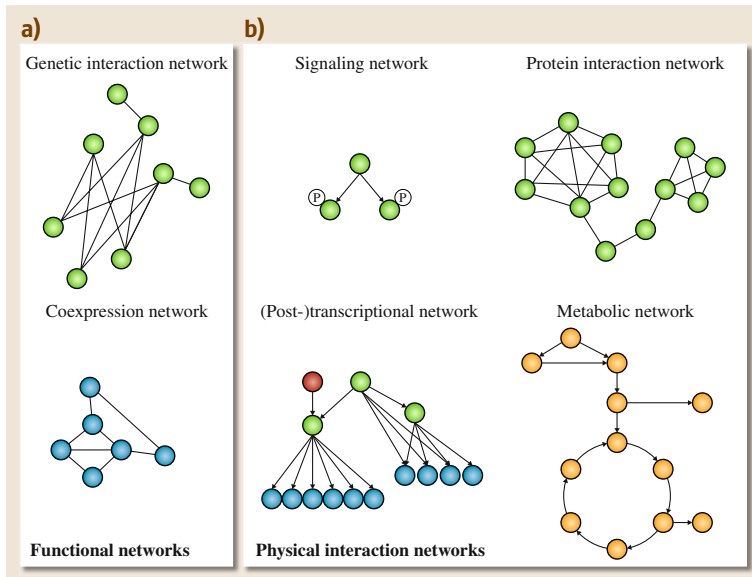 a)
Genetic interaction network
Coexpression network
Functional networks
b)
Signaling network
P
P
Protein interaction network
(Post-)transcriptional network
Metabolic network
Physical interaction networks